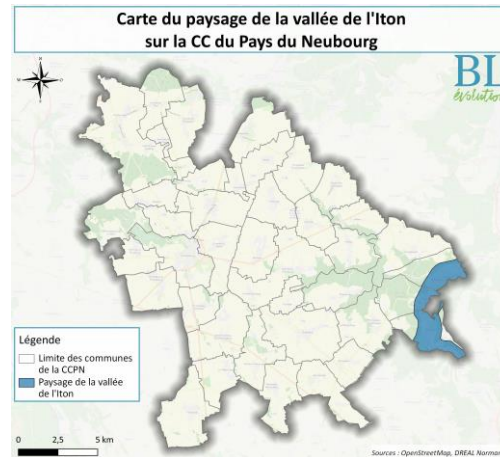 Carte du paysage de la vallée de l'Iton
sur la CC du Pays du Neubourg
BL
évolution
Légende
Limite des communes
de la CCPN
Paysage de la vallée
de l'Iton
0 2,5 5 km
Sources : OpenStreetMap, DREAL Norman